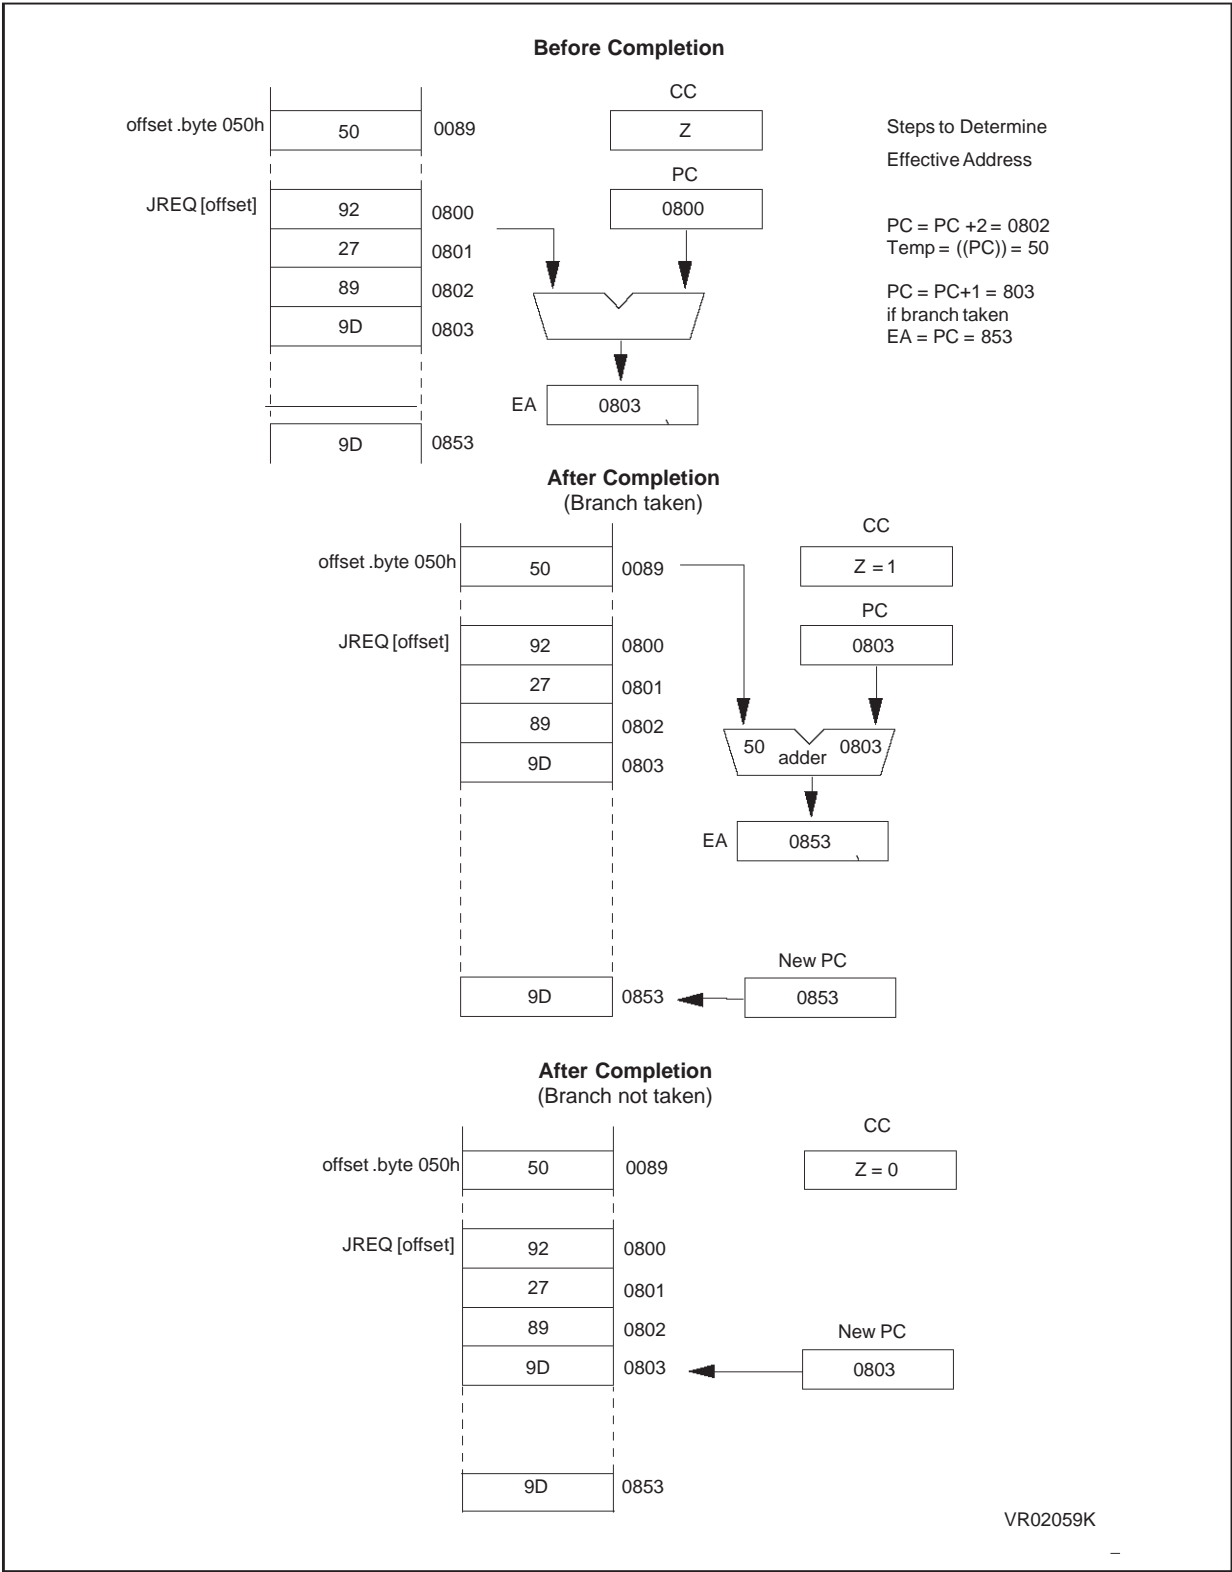 Before Completion
CC
offset .byte 050h 50 0089 Z
Steps to Determine
Effective Address
PC
JREQ [offset] 92 0800 0800
27 0801
89 0802
9D 0803
PC = PC +2 = 0802
Temp = ((PC)) = 50
PC = PC+1 = 803
if branch taken
EA = PC = 853
EA 0803
9D 0853
After Completion
(Branch taken)
CC
offset .byte 050h 50 0089 Z = 1
PC
JREQ [offset] 92 0800 0803
27 0801
89 0802
9D 0803
50 adder 0803
EA 0853
New PC
9D 0853 0853
After Completion
(Branch not taken)
CC
offset .byte 050h 50 0089 Z = 0
JREQ [offset] 92 0800
27 0801
89 0802 New PC
9D 0803 0803
9D 0853
VR02059K